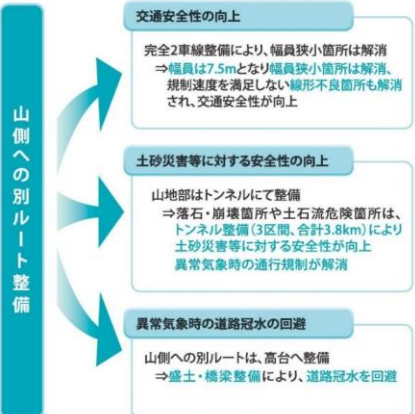 山側への別ルート整備
交通安全性の向上
完全2車線整備により、幅員狭小箇所は解消
⇒幅員は7.5mとなり幅員狭小箇所は解消、
規制速度を満足しない線形不良箇所も解消
され、交通安全性が向上
土砂災害等に対する安全性の向上
山地部はトンネルにて整備
⇒落石・崩壊箇所や土石流危険箇所は、
トンネル整備(3区間、合計3.8km)により
土砂災害等に対する安全性が向上
異常気象時の通行規制が解消
異常気象時の道路冠水の回避
山側への別ルートは、高台へ整備
⇒盛土・橋梁整備により、道路冠水を回避